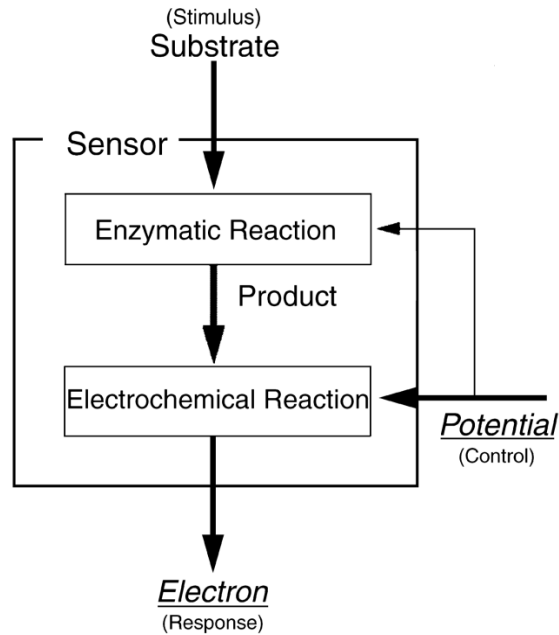 (Stimulus)
Substrate
Sensor
Enzymatic Reaction
Product
Electrochemical Reaction
Potential
(Control)
Electron
(Response)